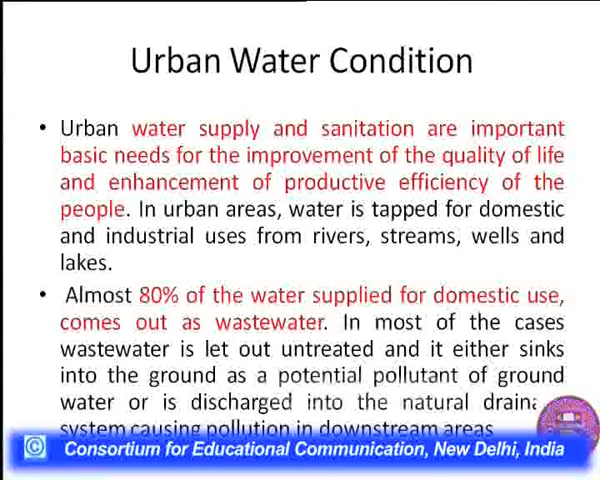 Urban Water Condition
• Urban water supply and sanitation are important
basic needs for the improvement of the quality of life
and enhancement of productive efficiency of the
people. In urban areas, water is tapped for domestic
and industrial uses from rivers, streams, wells and
lakes.
• Almost 80% of the water supplied for domestic use,
comes out as wastewater. In most of the cases
wastewater is let out untreated and it either sinks
into the ground as a potential pollutant of ground
water or is discharged into the natural
system causing pollution in downstream areas
© Consortium for Educational Communication, New Delhi, India